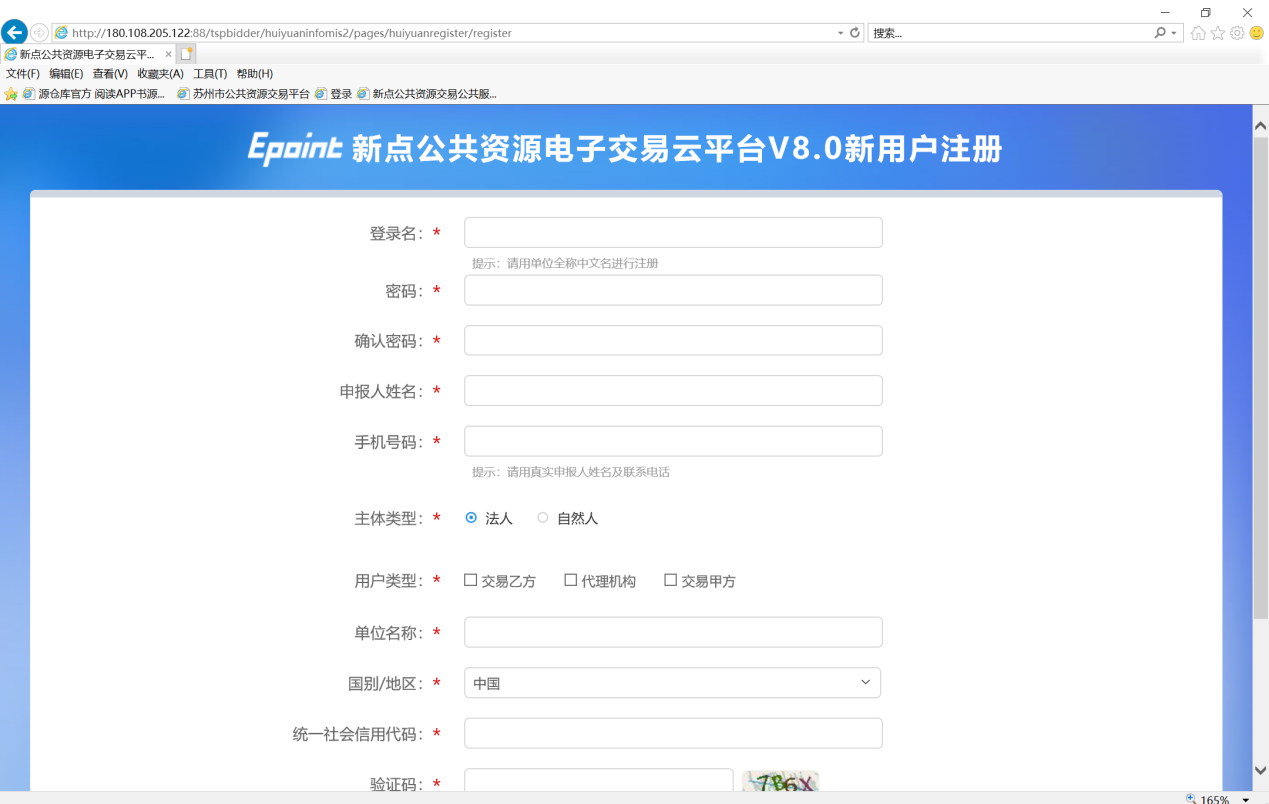 http://180.108.205.122:88/tspbidder/huiyuaninfomis2/pages/huiyuanregister/register
搜索...
新点公共资源电子交易云平...
文件(F) 编辑(E) 查看(V) 收藏夹(A) 工具(T) 帮助(H)
源仓库官方 阅读APP书源... 苏州市公共资源交易平台 登录 新点公共资源交易公共服...
Epoint 新点公共资源电子交易云平台V8.0新用户注册
登录名：*
提示：请用单位全称中文名进行注册
密码：*
确认密码：*
申报人姓名：*
手机号码：*
提示：请用真实申报人姓名及联系电话
主体类型：* 法人 自然人
用户类型：* 交易乙方 代理机构 交易甲方
单位名称：*
国别/地区：* 中国
统一社会信用代码：*
验证码：* 7B6X
165%